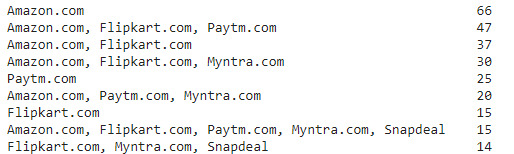 Amazon.com 66
Amazon.com, Flipkart.com, Paytm.com 47
Amazon.com, Flipkart.com 37
Amazon.com, Flipkart.com, Myntra.com 30
Paytm.com 25
Amazon.com, Paytm.com, Myntra.com 20
Flipkart.com 15
Amazon.com, Flipkart.com, Paytm.com, Myntra.com, Snapdeal 15
Flipkart.com, Myntra.com, Snapdeal 14